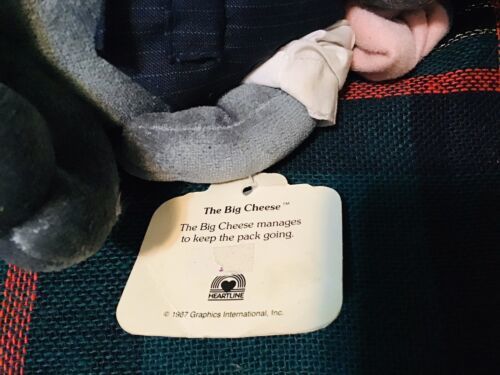 The Big Cheese™
The Big Cheese manages
to keep the pack going.
HEARTLINE
© 1987 Graphics International, Inc.